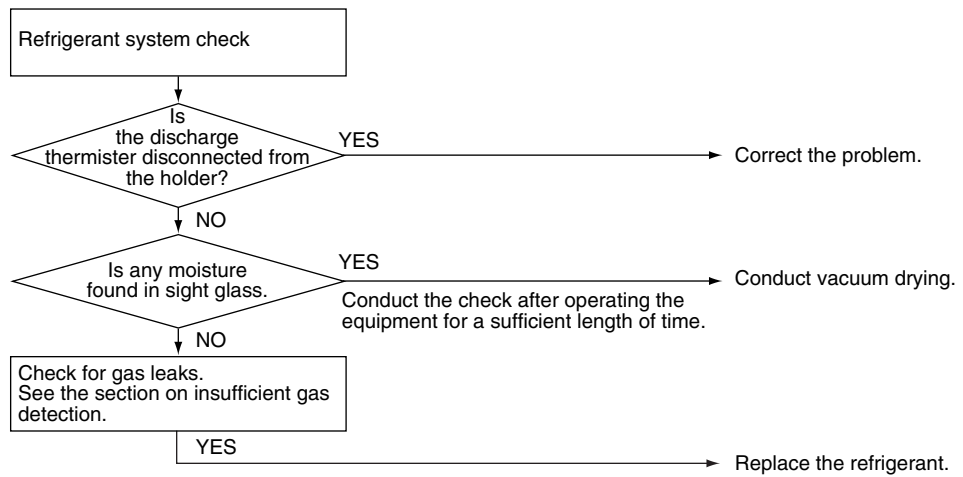 Refrigerant system check
Is
the discharge
thermister disconnected from
the holder?
YES
Correct the problem.
NO
Is any moisture
found in sight glass.
YES
Conduct the check after operating the
equipment for a sufficient length of time.
Conduct vacuum drying.
NO
Check for gas leaks.
See the section on insufficient gas
detection.
YES
Replace the refrigerant.